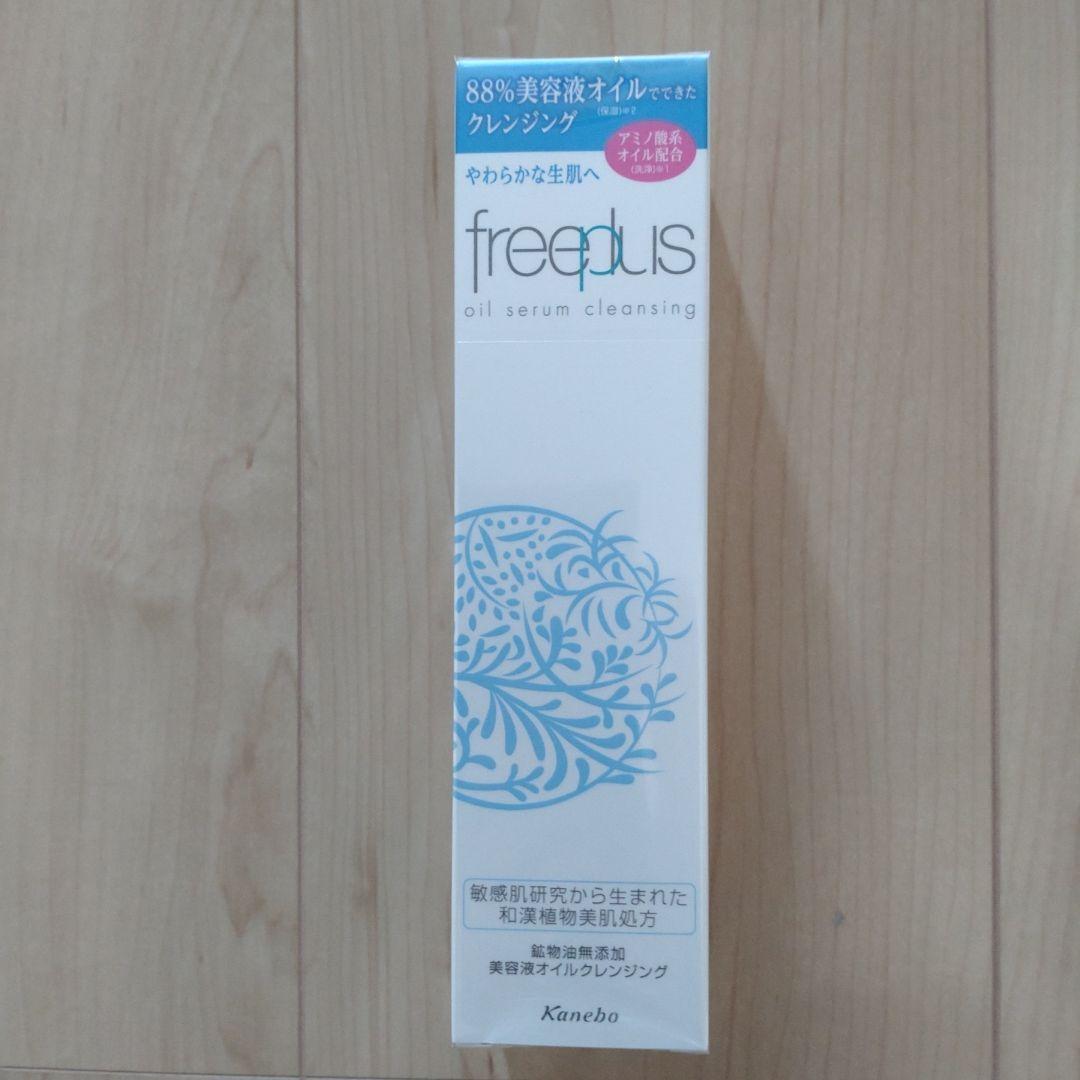 88%美容液オイルでできた
(保湿)※2
クレンジング
アミノ酸系
オイル配合
(洗浄)※1
やわらかな生肌へ
freeplus
oil serum cleansing
敏感肌研究から生まれた
和漢植物美肌処方
鉱物油無添加
美容液オイルクレンジング
Kanebo